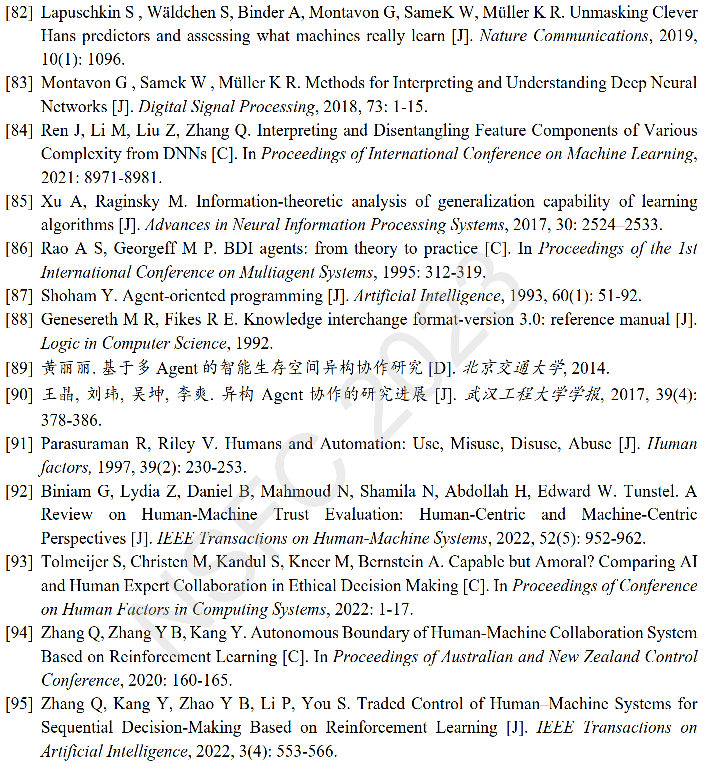 [82] Lapuschkin S , Wäldchen S, Binder A, Montavon G, SameK W, Müller K R. Unmasking Clever
Hans predictors and assessing what machines really learn [J]. Nature Communications, 2019,
10(1): 1096.
[83] Montavon G , Samek W , Müller K R. Methods for Interpreting and Understanding Deep Neural
Networks [J]. Digital Signal Processing, 2018, 73: 1-15.
[84] Ren J, Li M, Liu Z, Zhang Q. Interpreting and Disentangling Feature Components of Various
Complexity from DNNs [C]. In Proceedings of International Conference on Machine Learning,
2021: 8971-8981.
[85] Xu A, Raginsky M. Information-theoretic analysis of generalization capability of learning
algorithms [J]. Advances in Neural Information Processing Systems, 2017, 30: 2524–2533.
[86] Rao A S, Georgeff M P. BDI agents: from theory to practice [C]. In Proceedings of the 1st
International Conference on Multiagent Systems, 1995: 312-319.
[87] Shoham Y. Agent-oriented programming [J]. Artificial Intelligence, 1993, 60(1): 51-92.
[88] Genesereth M R, Fikes R E. Knowledge interchange format-version 3.0: reference manual [J].
Logic in Computer Science, 1992.
[89] 黄丽丽. 基于多 Agent 的智能生存空间异构协作研究 [D]. 北京交通大学, 2014.
[90] 王晶, 刘玮, 吴坤, 李爽. 异构 Agent 协作的研究进展 [J]. 武汉工程大学学报, 2017, 39(4):
378-386.
[91] Parasuraman R, Riley V. Humans and Automation: Use, Misuse, Disuse, Abuse [J]. Human
factors, 1997, 39(2): 230-253.
[92] Biniam G, Lydia Z, Daniel B, Mahmoud N, Shamila N, Abdollah H, Edward W. Tunstel. A
Review on Human-Machine Trust Evaluation: Human-Centric and Machine-Centric
Perspectives [J]. IEEE Transactions on Human-Machine Systems, 2022, 52(5): 952-962.
[93] Tolmeijer S, Christen M, Kandul S, Kneer M, Bernstein A. Capable but Amoral? Comparing AI
and Human Expert Collaboration in Ethical Decision Making [C]. In Proceedings of Conference
on Human Factors in Computing Systems, 2022: 1-17.
[94] Zhang Q, Zhang Y B, Kang Y. Autonomous Boundary of Human-Machine Collaboration System
Based on Reinforcement Learning [C]. In Proceedings of Australian and New Zealand Control
Conference, 2020: 160-165.
[95] Zhang Q, Kang Y, Zhao Y B, Li P, You S. Traded Control of Human–Machine Systems for
Sequential Decision-Making Based on Reinforcement Learning [J]. IEEE Transactions on
Artificial Intelligence, 2022, 3(4): 553-566.
NSFC 2023